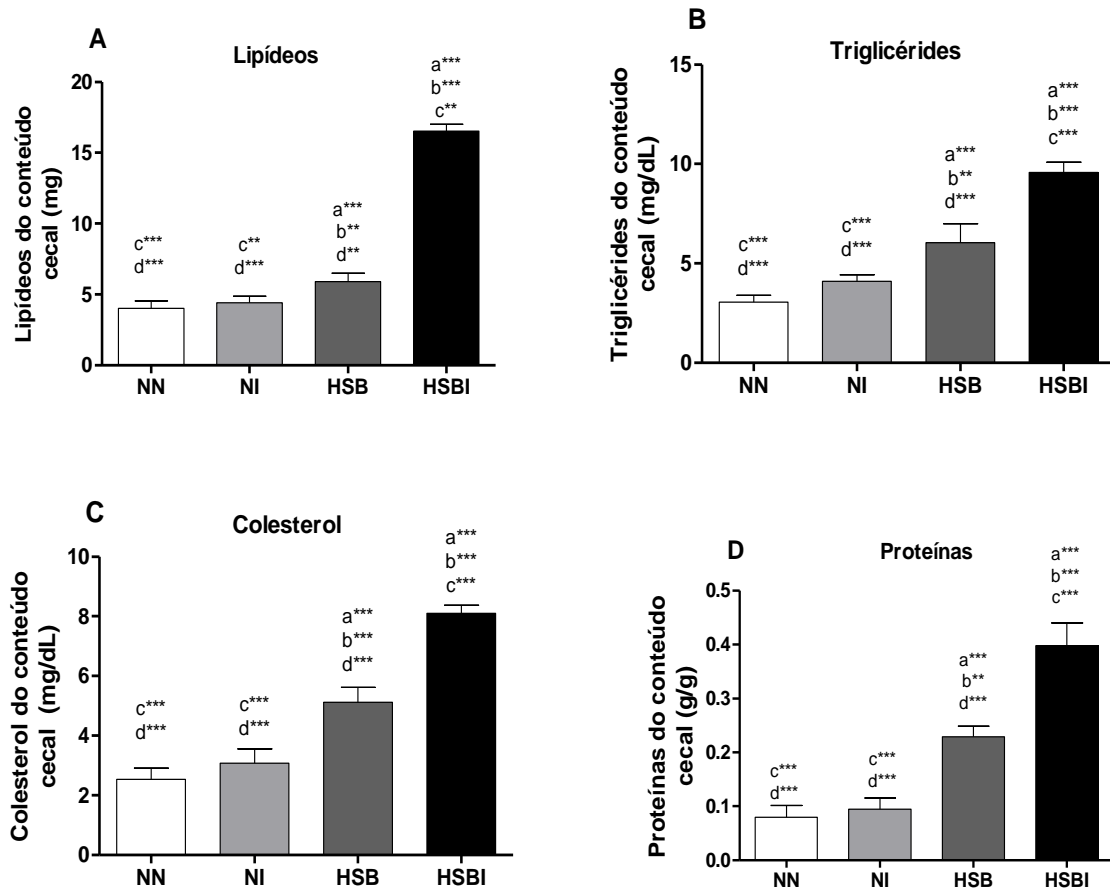 A
Lipídeos
Lipídeos do conteúdo
cecal (mg)
20
15
10
5
0
a***
b***
c**
a***
b**
d**
c***
d***
c**
d***
NN
NI
HSB
HSBI
B
Triglicérides
Triglicérides do conteúdo
cecal (mg/dL)
15
10
5
0
a***
b***
c***
a***
b**
d***
c***
d***
c***
d***
NN
NI
HSB
HSBI
C
Colesterol
Colesterol do conteúdo
cecal (mg/dL)
10
8
6
4
2
0
a***
b***
c***
a***
b***
d***
c***
d***
c***
d***
NN
NI
HSB
HSBI
D
Proteínas
Proteínas do conteúdo
cecal (g/g)
0.5
0.4
0.3
0.2
0.1
0.0
a***
b***
c***
a***
b**
d***
c***
d***
c***
d***
NN
NI
HSB
HSBI